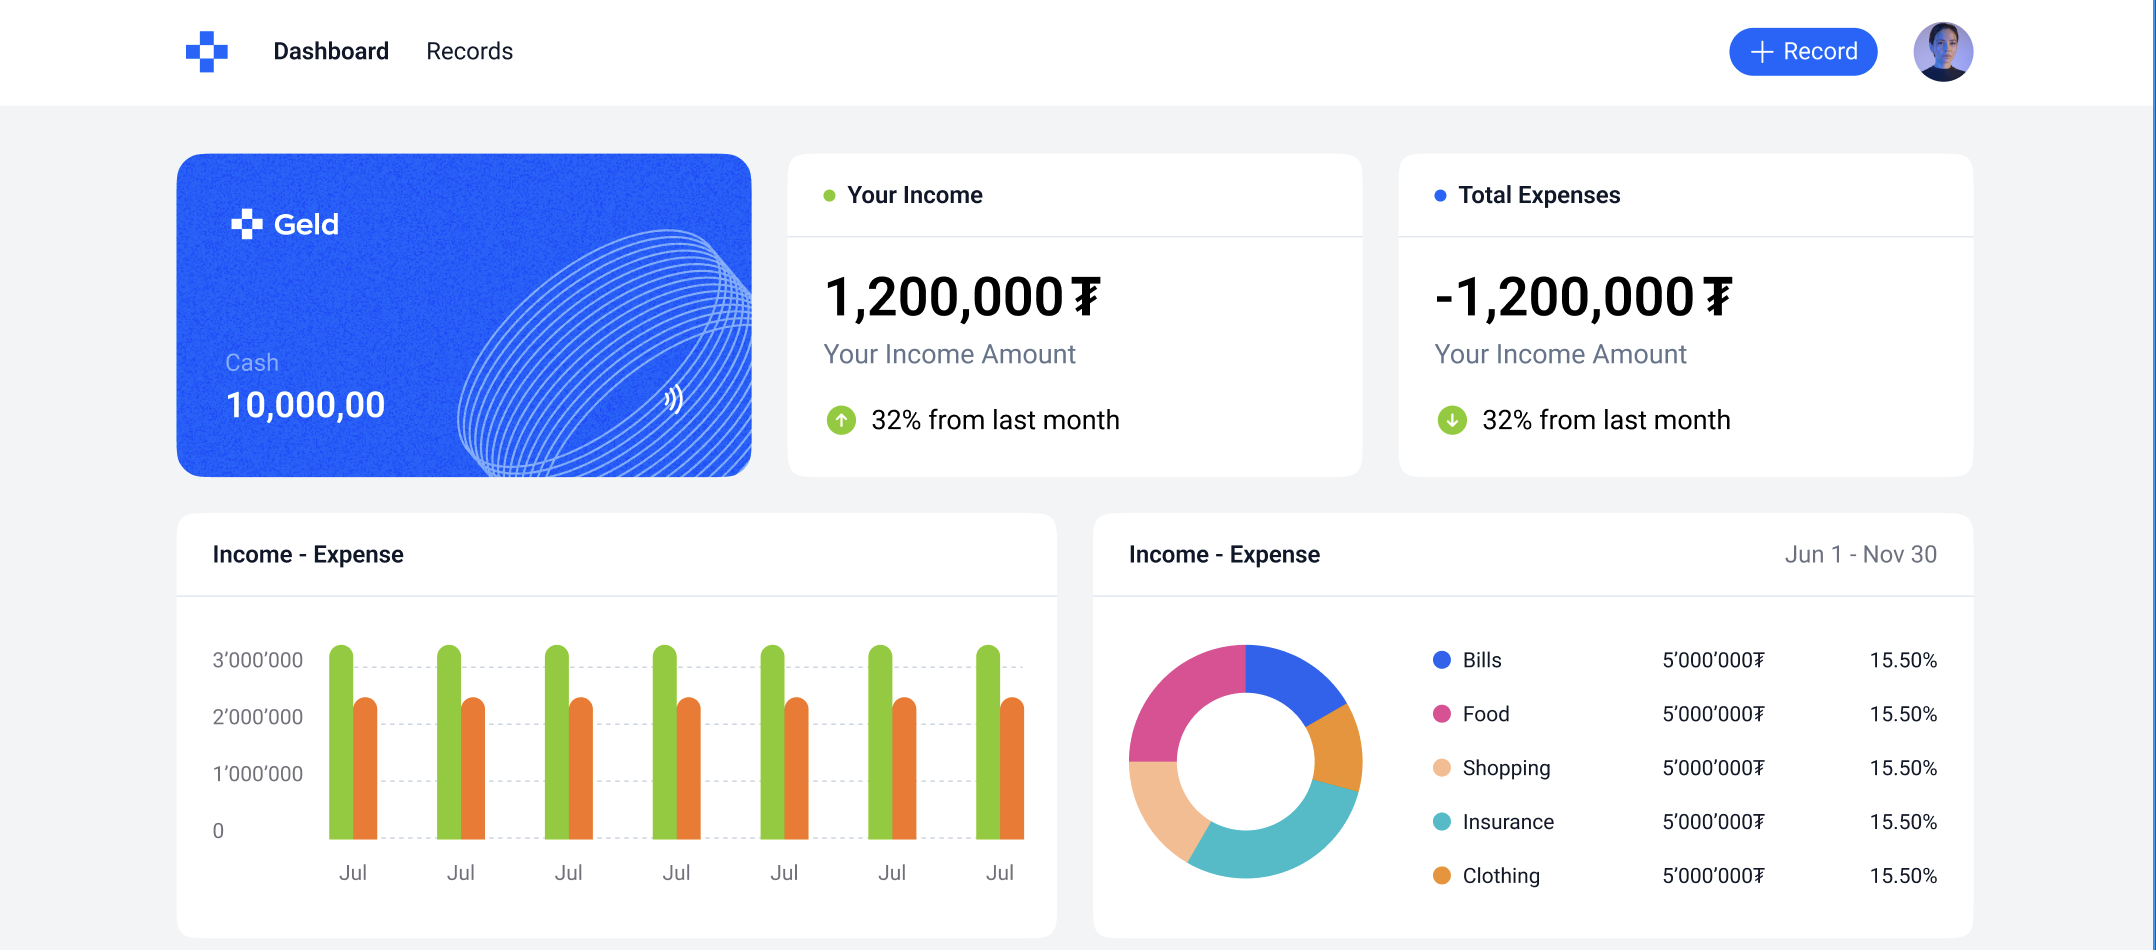 Dashboard Records
+ Record
Geld
Cash
10,000,00
Your Income
1,200,000₮
Your Income Amount
32% from last month
Total Expenses
-1,200,000₮
Your Income Amount
32% from last month
Income - Expense
3’000’000
2’000’000
1’000’000
0
Jul Jul Jul Jul Jul Jul Jul
Income - Expense Jun 1 - Nov 30
Bills 5’000’000₮ 15.50%
Food 5’000’000₮ 15.50%
Shopping 5’000’000₮ 15.50%
Insurance 5’000’000₮ 15.50%
Clothing 5’000’000₮ 15.50%